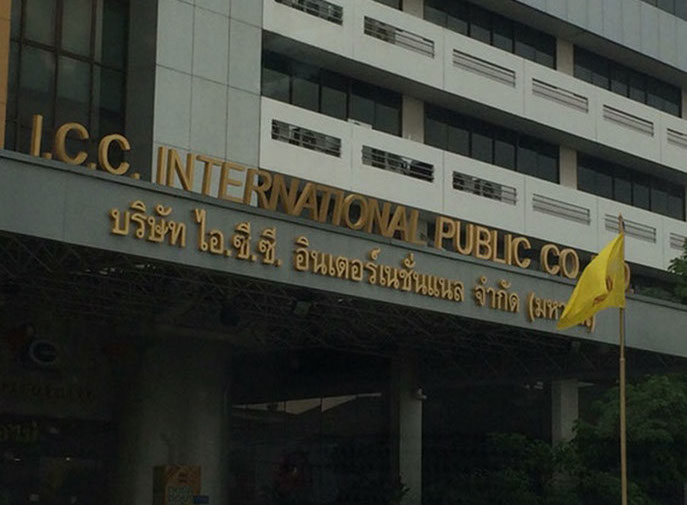 I.C.C. INTERNATIONAL PUBLIC CO
บริษัท ไอ.ซี.ซี. อินเตอร์เนชั่นแนล จำกัด